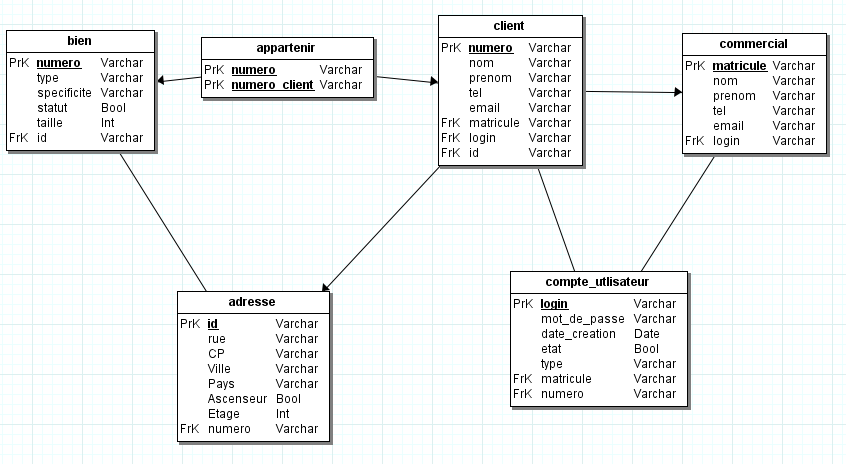 bien
PrK numero Varchar
type Varchar
specificite Varchar
statut Bool
taille Int
FrK id Varchar
appartenir
PrK numero Varchar
PrK numero_client Varchar
client
PrK numero Varchar
nom Varchar
prenom Varchar
tel Varchar
email Varchar
FrK matricule Varchar
FrK login Varchar
FrK id Varchar
commercial
PrK matricule Varchar
nom Varchar
prenom Varchar
tel Varchar
email Varchar
FrK login Varchar
adresse
PrK id Varchar
rue Varchar
CP Varchar
Ville Varchar
Pays Varchar
Ascenseur Bool
Etage Int
FrK numero Varchar
compte_utlisateur
PrK login Varchar
mot_de_passe Varchar
date_creation Date
etat Bool
type Varchar
FrK matricule Varchar
FrK numero Varchar